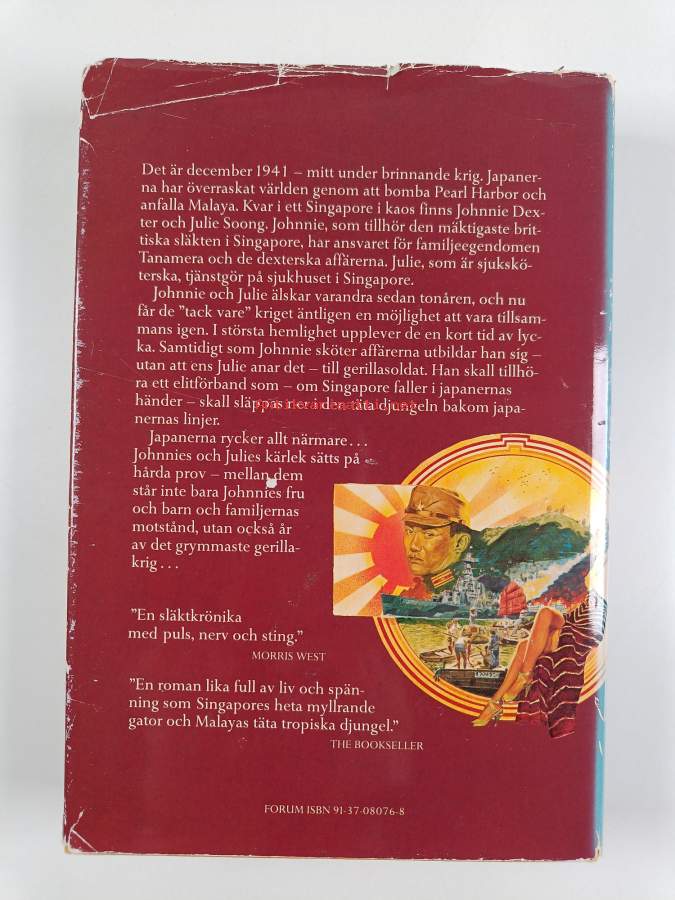 Det är december 1941 – mitt under brinnande krig. Japaner-
na har överraskat världen genom att bomba Pearl Harbor och
anfalla Malaya. Kvar i ett Singapore i kaos finns Johnnie Dex-
ter och Julie Soong. Johnnie, som tillhör den mäktigaste brit-
tiska släkten i Singapore, har ansvaret för familjeegendomen
Tanamera och de dexterska affärerna. Julie, som är sjukskö-
terska, tjänstgör på sjukhuset i Singapore.
Johnnie och Julie älskar varandra sedan tonåren, och nu
får de ”tack vare” kriget äntligen en möjlighet att vara tillsam-
mans igen. I största hemlighet upplever de en kort tid av lyc-
ka. Samtidigt som Johnnie sköter affärerna utbildar han sig –
utan att ens Julie anar det – till gerillasoldat. Han skall tillhö-
ra ett elitförband som – om Singapore faller i japanernas
händer – skall släppas ner i den täta djungeln bakom japa-
nernas linjer.
Japanerna rycker allt närmare...
Johnnies och Julies kärlek sätts på
hårda prov – mellan dem
står inte bara Johnnies fru
och barn och familjernas
motstånd, utan också år
av det grymmaste gerilla-
krig...
”En släktkrönika
med puls, nerv och sting.”
MORRIS WEST
”En roman lika full av liv och spän-
ning som Singapores heta myllrande
gator och Malayas täta tropiska djungel.”
THE BOOKSELLER
FORUM ISBN 91-37-08076-8